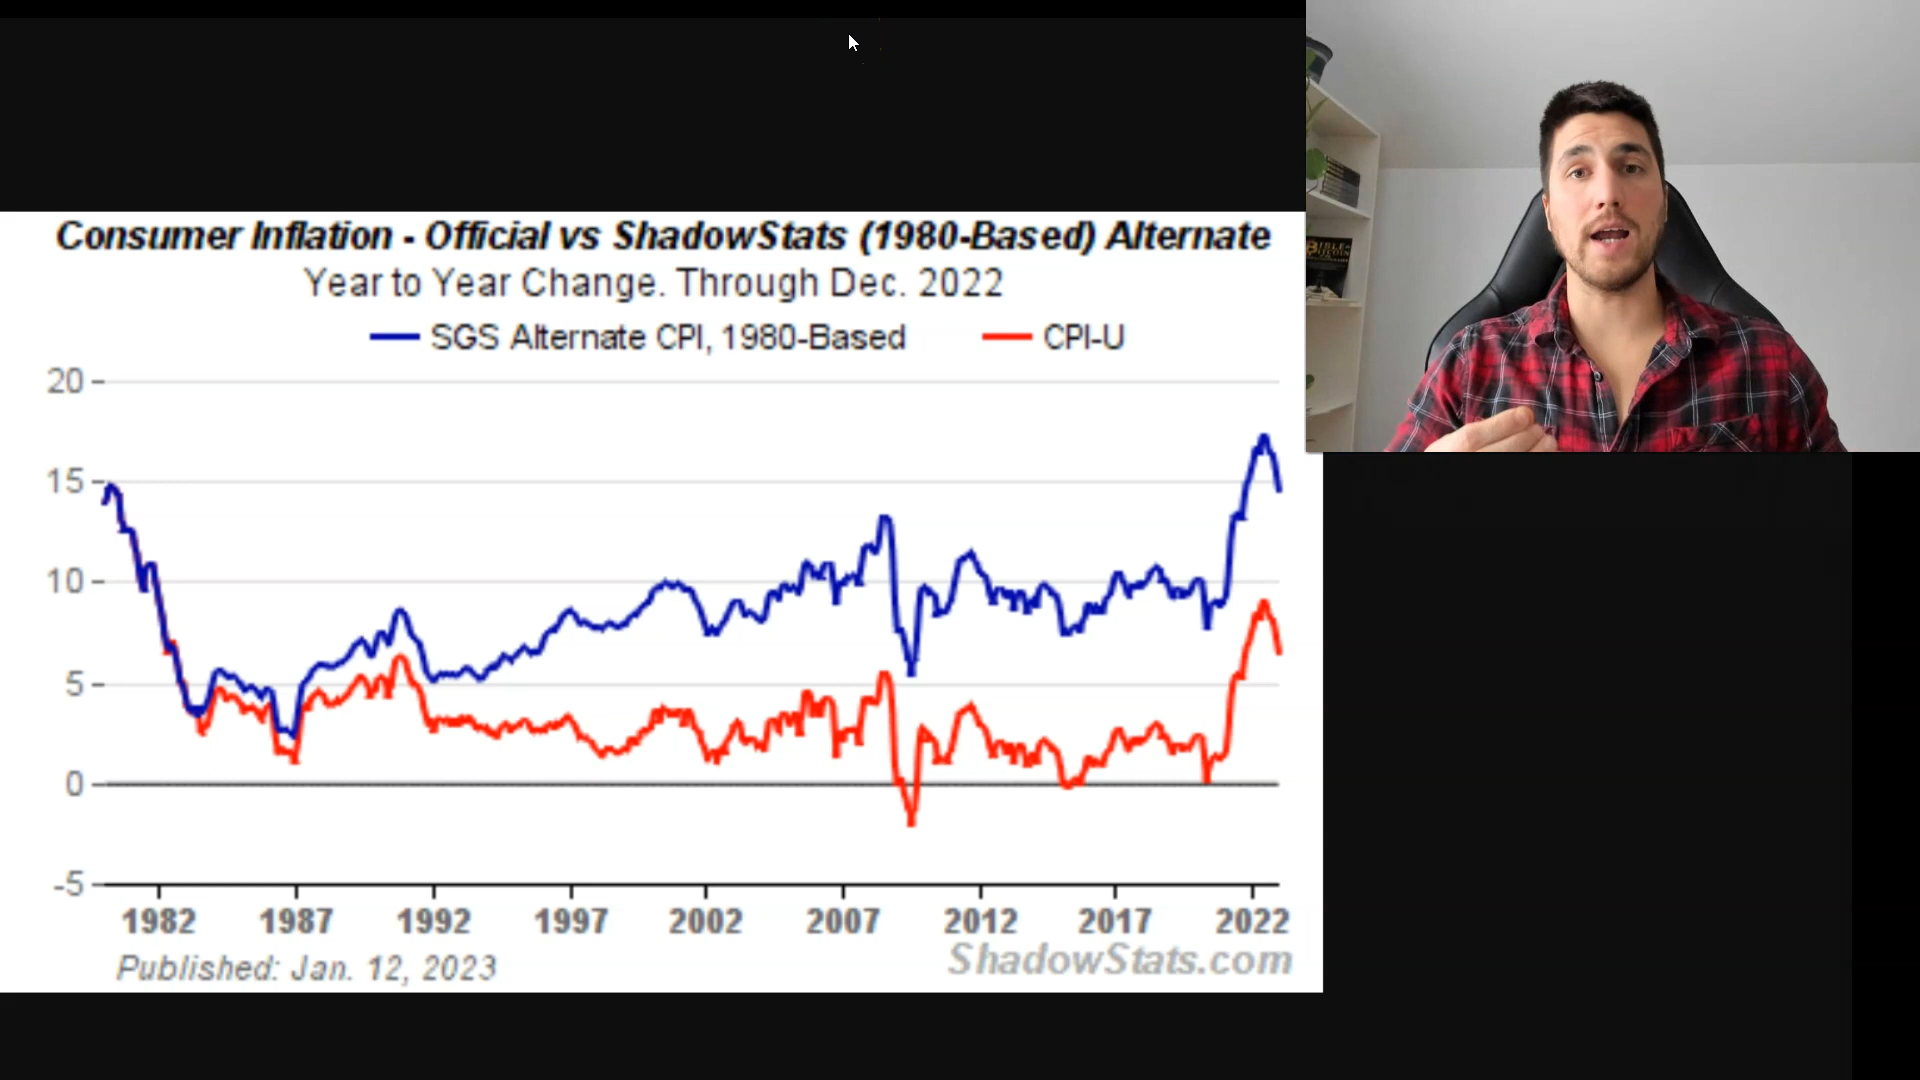 Consumer Inflation - Official vs ShadowStats (1980-Based) Alternate
Year to Year Change. Through Dec. 2022
SGS Alternate CPI, 1980-Based CPI-U
20
15
10
5
0
-5
1982 1987 1992 1997 2002 2007 2012 2017 2022
Published: Jan. 12, 2023 ShadowStats.com
BIBLE
BITCOIN